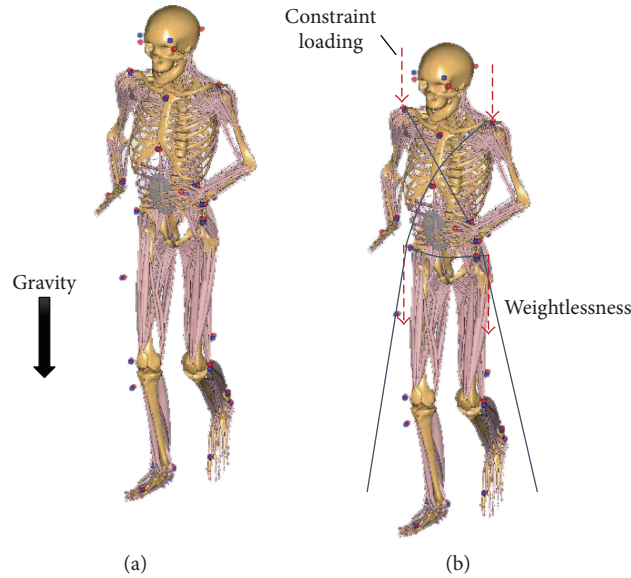 Constraint
loading
Gravity
Weightlessness
(a)
(b)